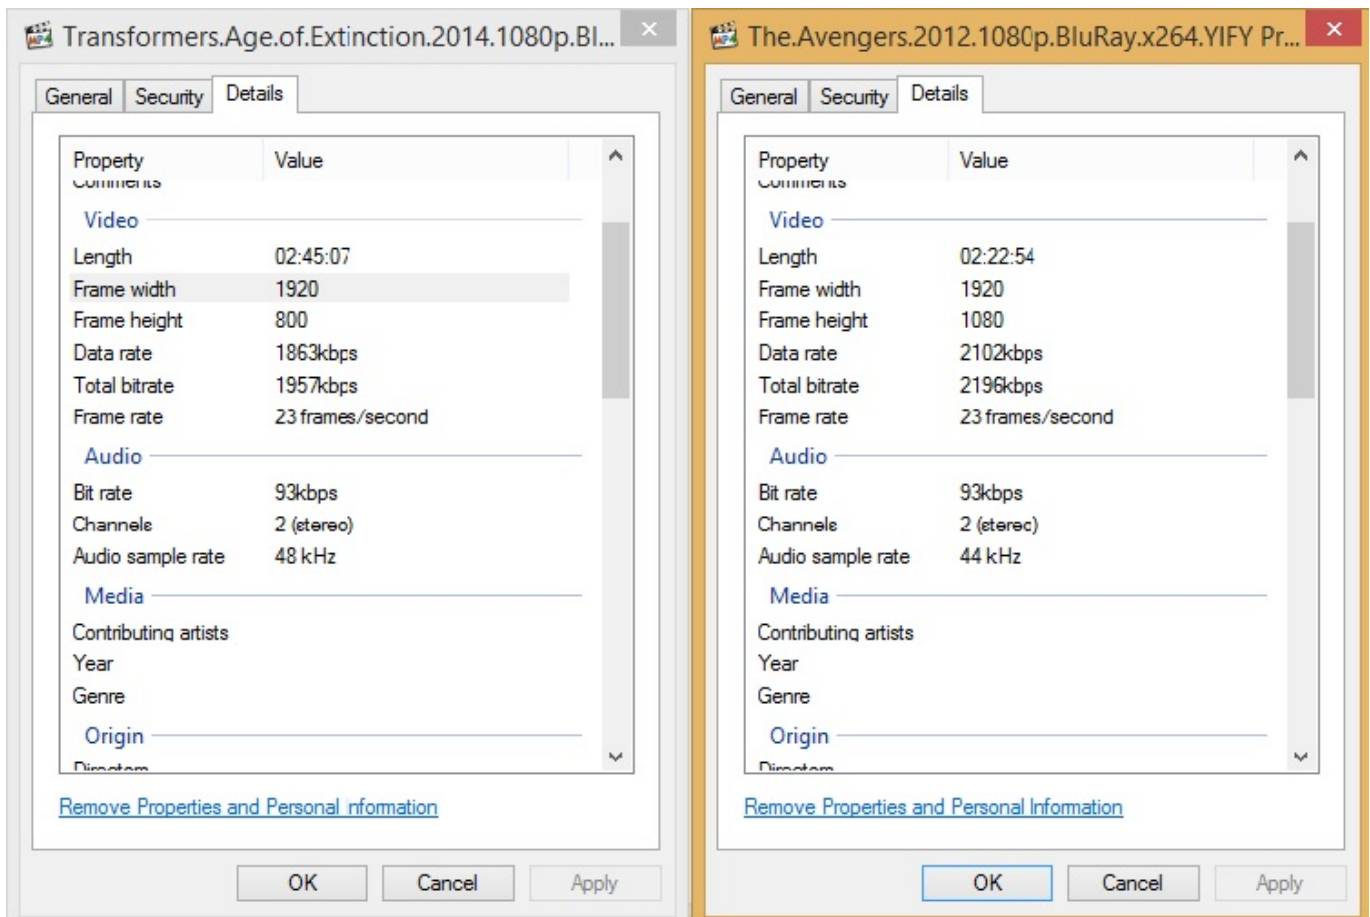 Transformers.Age.of.Extinction.2014.1080p.Bl...
General Security Details
Property Value
Comments
Video
Length 02:45:07
Frame width 1920
Frame height 800
Data rate 1863kbps
Total bitrate 1957kbps
Frame rate 23 frames/second
Audio
Bit rate 93kbps
Channels 2 (stereo)
Audio sample rate 48 kHz
Media
Contributing artists
Year
Genre
Origin
Directors
Remove Properties and Personal Information
OK Cancel Apply
The.Avengers.2012.1080p.BluRay.x264.YIFY Pr...
General Security Details
Property Value
Comments
Video
Length 02:22:54
Frame width 1920
Frame height 1080
Data rate 2102kbps
Total bitrate 2196kbps
Frame rate 23 frames/second
Audio
Bit rate 93kbps
Channels 2 (stereo)
Audio sample rate 44 kHz
Media
Contributing artists
Year
Genre
Origin
Directors
Remove Properties and Personal Information
OK Cancel Apply